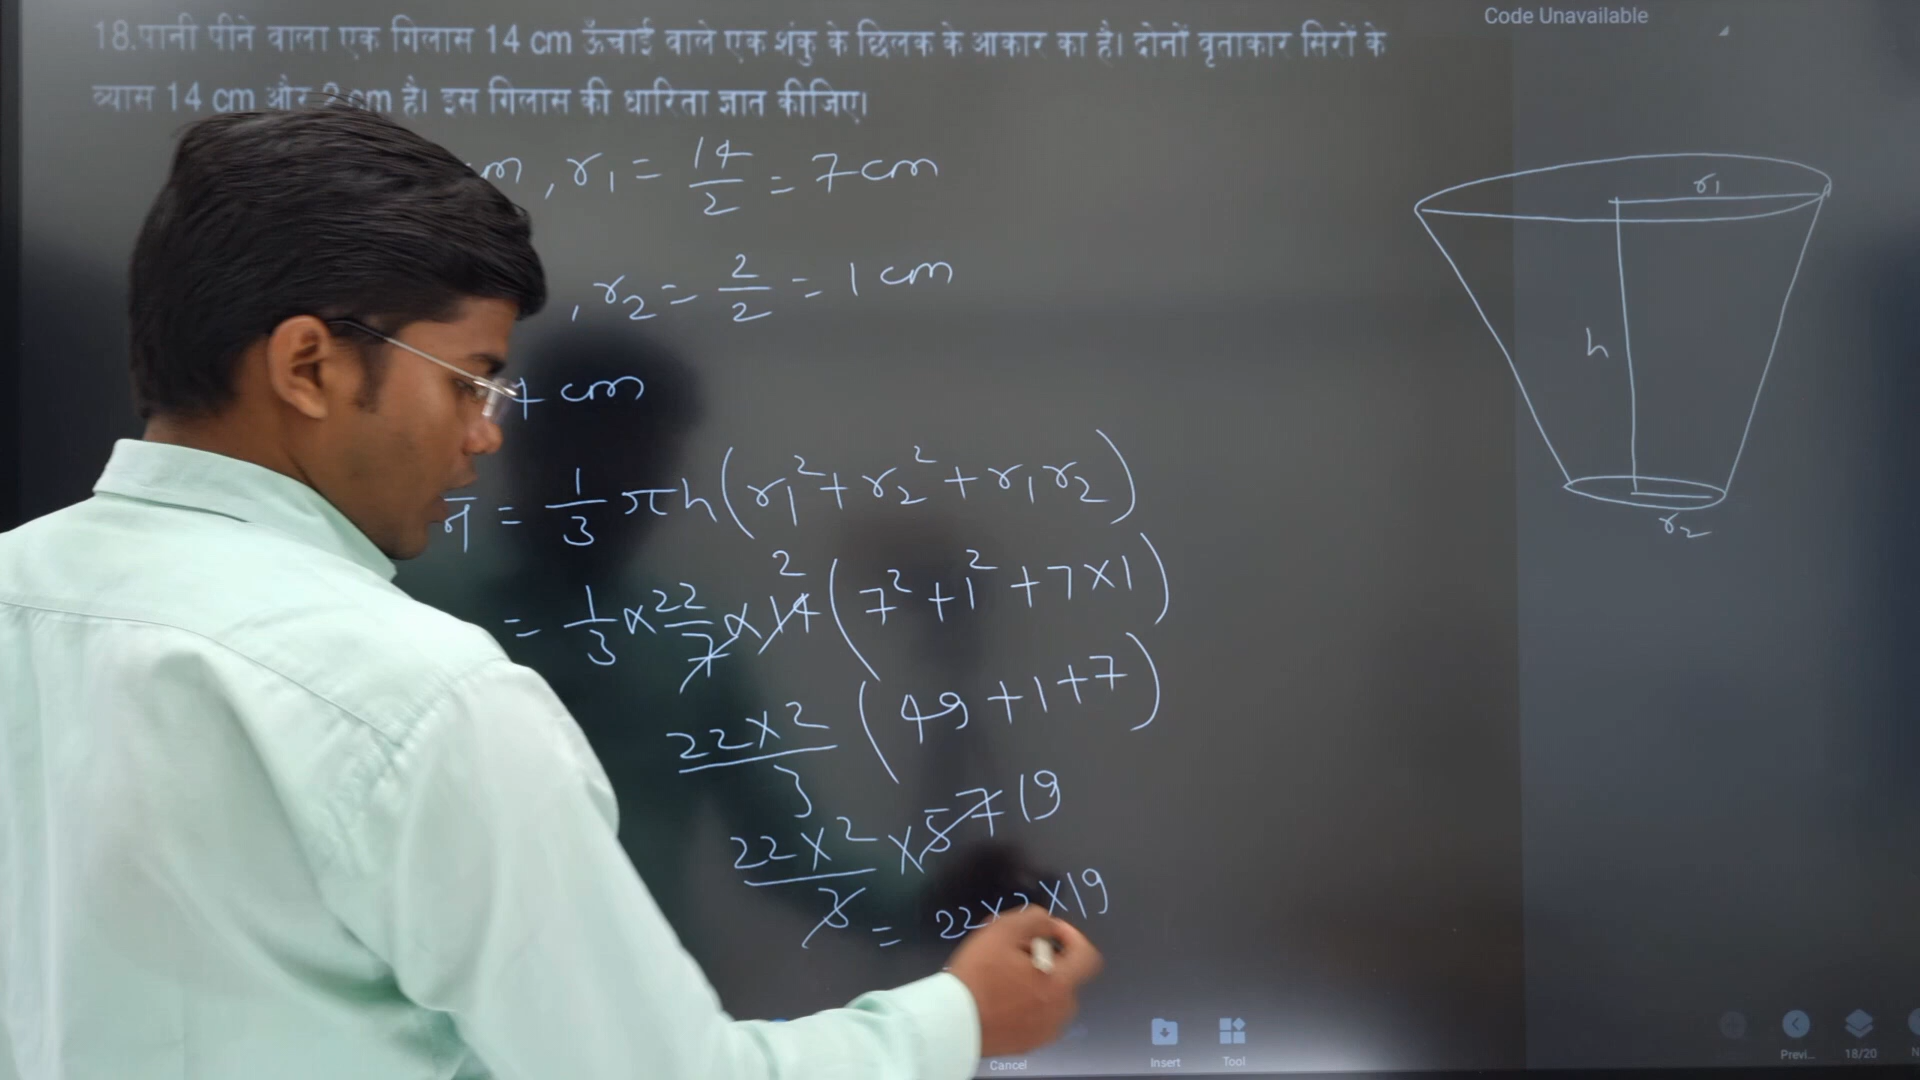 Code Unavailable
18.पानी पीने वाला एक गिलास 14 cm ऊँचाई वाले एक शंकु के छिलक के आकार का है। दोनों वृताकार सिरों के
व्यास 14 cm और 2 cm है। इस गिलास की धारिता ज्ञात कीजिए।
m , r₁ = 14/2 = 7 cm
, r₂ = 2/2 = 1 cm
cm
= 1/3 πh(r₁² + r₂² + r₁r₂)
= 1/3 × 22/7 × 14 2 (7² + 1² + 7×1)
22×2/3 (49+1+7)
22×2/3 × 57 19
= 22×2×19
r₁
h
r₂
Cancel
Insert
Tool
Previ...
18/20
N